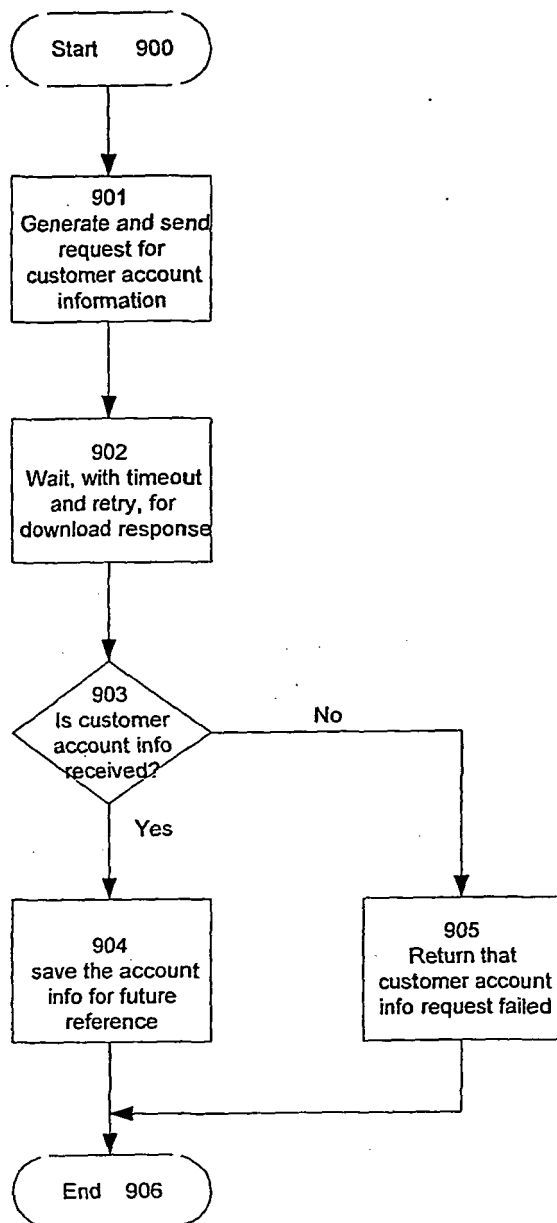 Start 900
901
Generate and send
request for
customer account
information
902
Wait, with timeout
and retry, for
download response
903
Is customer
account info
received?
No
Yes
904
save the account
info for future
reference
905
Return that
customer account
info request failed
End 906